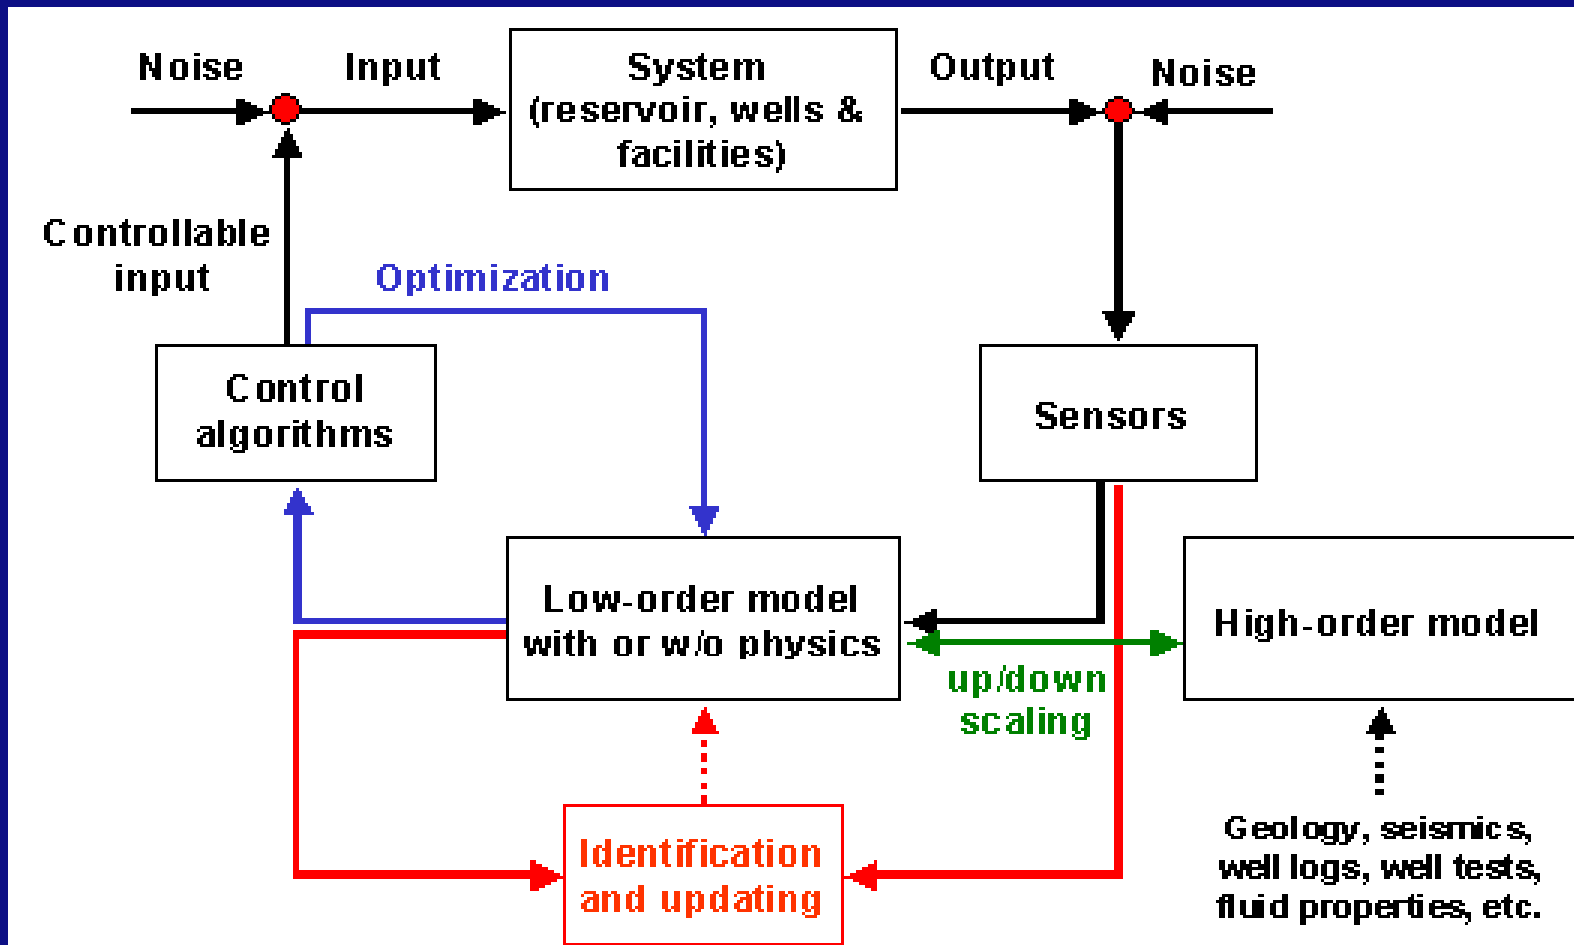 Noise
Input
System
(reservoir, wells &
facilities)
Output
Noise
Controllable
input
Optimization
Control
algorithms
Sensors
Low-order model
with or w/o physics
High-order model
up/down
scaling
Identification
and updating
Geology, seismics,
well logs, well tests,
fluid properties, etc.